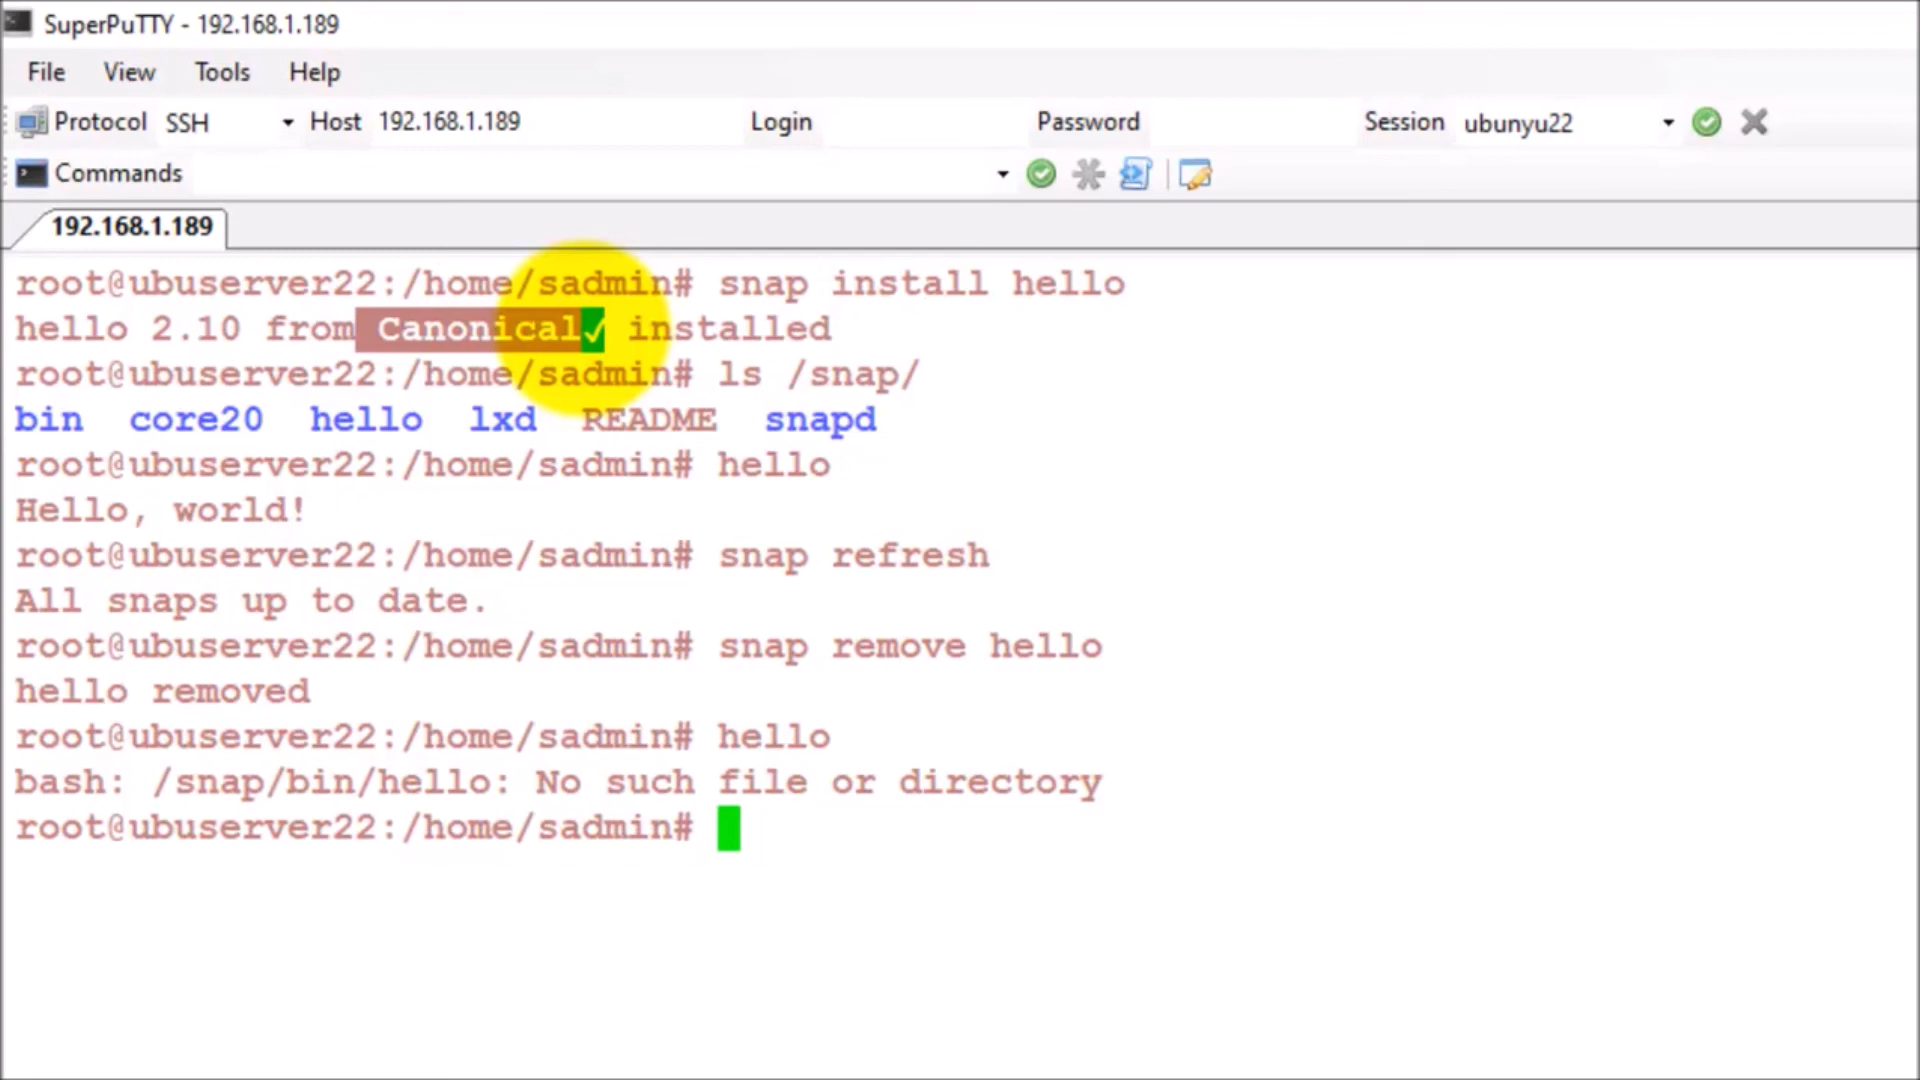 SuperPuTTY - 192.168.1.189
File View Tools Help
Protocol SSH Host 192.168.1.189 Login Password Session ubunyu22
Commands
192.168.1.189
root@ubuserver22:/home/sadmin# snap install hello
hello 2.10 from Canonical✓ installed
root@ubuserver22:/home/sadmin# ls /snap/
bin core20 hello lxd README snapd
root@ubuserver22:/home/sadmin# hello
Hello, world!
root@ubuserver22:/home/sadmin# snap refresh
All snaps up to date.
root@ubuserver22:/home/sadmin# snap remove hello
hello removed
root@ubuserver22:/home/sadmin# hello
bash: /snap/bin/hello: No such file or directory
root@ubuserver22:/home/sadmin#